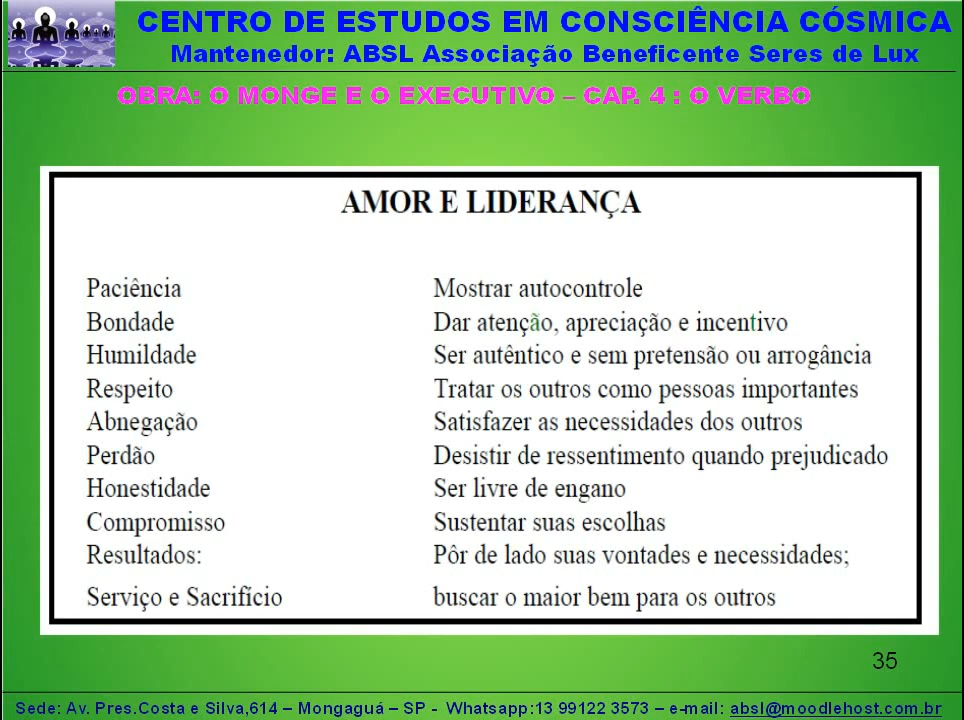 CENTRO DE ESTUDOS EM CONSCIÊNCIA CÓSMICA
Mantenedor: ABSL Associação Beneficente Seres de Lux
OBRA: O MONGE E O EXECUTIVO – CAP. 4 : O VERBO
AMOR E LIDERANÇA
Paciência Mostrar autocontrole
Bondade Dar atenção, apreciação e incentivo
Humildade Ser autêntico e sem pretensão ou arrogância
Respeito Tratar os outros como pessoas importantes
Abnegação Satisfazer as necessidades dos outros
Perdão Desistir de ressentimento quando prejudicado
Honestidade Ser livre de engano
Compromisso Sustentar suas escolhas
Resultados: Pôr de lado suas vontades e necessidades;
Serviço e Sacrifício buscar o maior bem para os outros
35
Sede: Av. Pres.Costa e Silva,614 – Mongaguá – SP - Whatsapp:13 99122 3573 – e-mail: absl@moodlehost.com.br